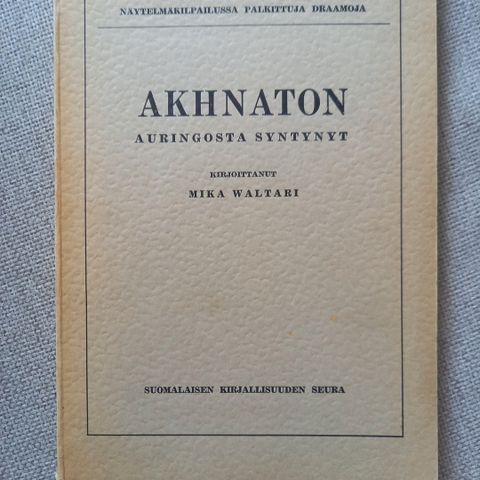 NÄYTELMÄKILPAILUSSA PALKITTUJA DRAAMOJA
AKHNATON
AURINGOSTA SYNTYNYT
KIRJOITTANUT
MIKA WALTARI
SUOMALAISEN KIRJALLISUUDEN SEURA